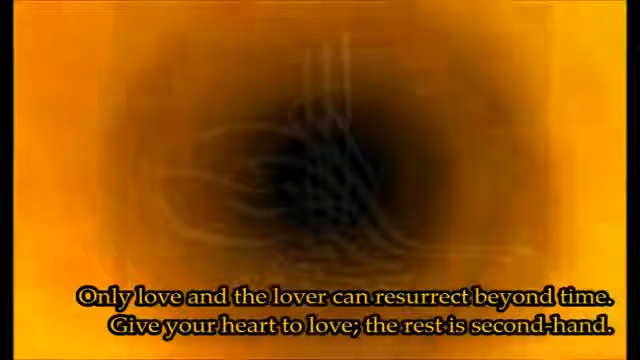 Only love and the lover can resurrect beyond time.
Give your heart to love; the rest is second-hand.